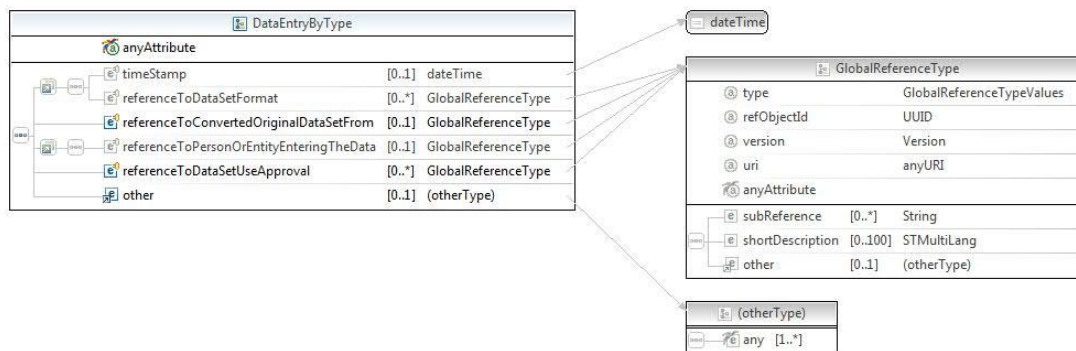 DataEntryByType
anyAttribute
timeStamp [0..1] dateTime
referenceToDataSetFormat [0..*] GlobalReferenceType
referenceToConvertedOriginalDataSetFrom [0..1] GlobalReferenceType
referenceToPersonOrEntityEnteringTheData [0..1] GlobalReferenceType
referenceToDataSetUseApproval [0..*] GlobalReferenceType
other [0..1] (otherType)
dateTime
GlobalReferenceType
type GlobalReferenceTypeValues
refObjectId UUID
version Version
uri anyURI
anyAttribute
subReference [0..*] String
shortDescription [0..100] STMultiLang
other [0..1] (otherType)
(otherType)
any [1..*]